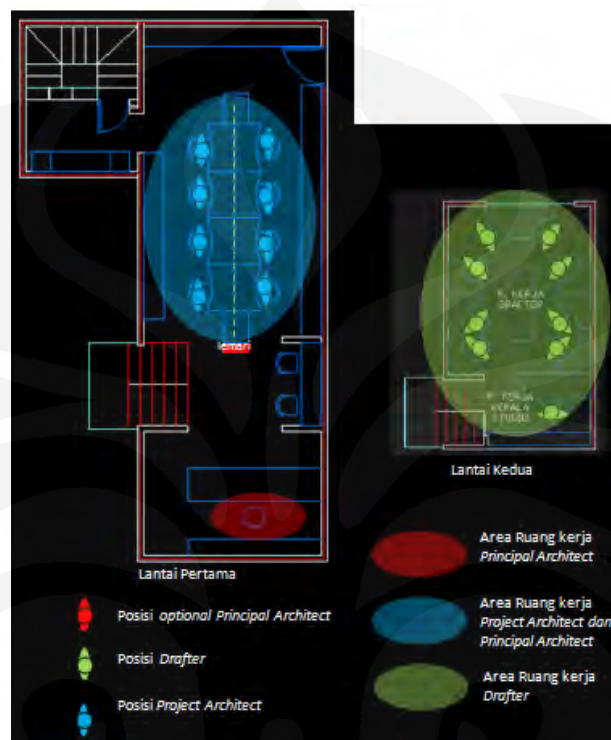 lemari
R. KERJA
DRAFTOR
R. KERJA
KEPALA
STUDIO
Lantai Kedua
Lantai Pertama
Area Ruang kerja
Principal Architect
Posisi optional Principal Architect
Area Ruang kerja
Project Architect dan
Principal Architect
Posisi Drafter
Area Ruang kerja
Drafter
Posisi Project Architect